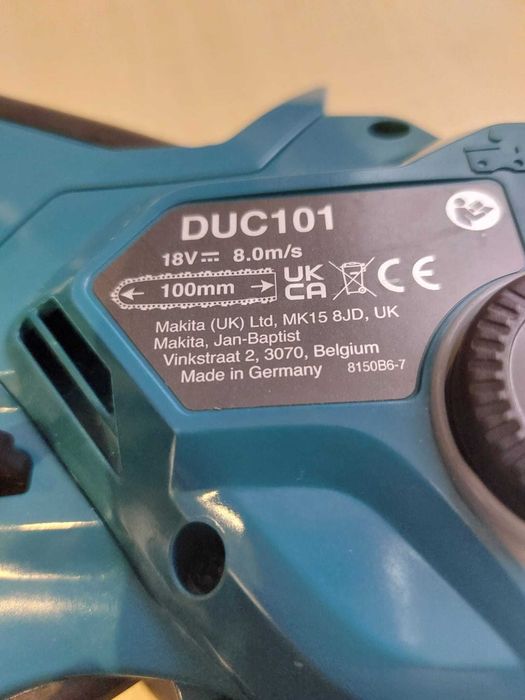 DUC101
18V⎓ 8.0m/s
100mm
UK
CA
CE
Makita (UK) Ltd, MK15 8JD, UK
Makita, Jan-Baptist
Vinkstraat 2, 3070, Belgium
Made in Germany 8150B6-7